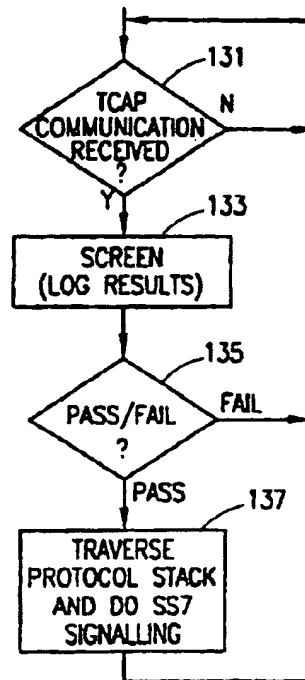 131
TCAP
COMMUNICATION
RECEIVED
?
N
Y
133
SCREEN
(LOG RESULTS)
135
PASS/FAIL
?
FAIL
PASS
137
TRAVERSE
PROTOCOL STACK
AND DO SS7
SIGNALLING